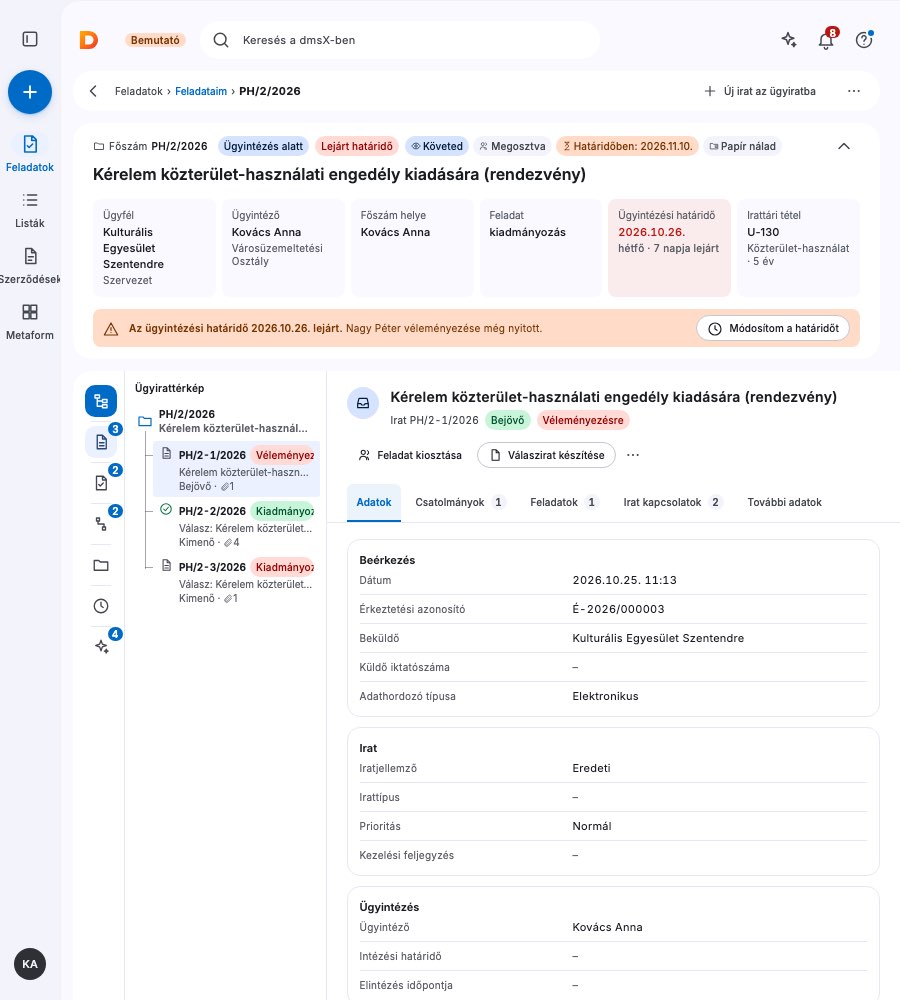 Bemutató
Keresés a dmsX-ben
8
Feladatok › Feladataim › PH/2/2026
Új irat az ügyiratba
Feladatok
Listák
Szerződések
Metaform
KA
Főszám PH/2/2026
Ügyintézés alatt
Lejárt határidő
Követed
Megosztva
Határidőben: 2026.11.10.
Papír nálad
Kérelem közterület-használati engedély kiadására (rendezvény)
Ügyfél
Kulturális
Egyesület
Szentendre
Szervezet
Ügyintéző
Kovács Anna
Városüzemeltetési
Osztály
Főszám helye
Kovács Anna
Feladat
kiadmányozás
Ügyintézési határidő
2026.10.26.
hétfő · 7 napja lejárt
Irattári tétel
U-130
Közterület-használat
· 5 év
Az ügyintézési határidő 2026.10.26. lejárt. Nagy Péter véleményezése még nyitott.
Módosítom a határidőt
3
2
2
4
Ügyirattérkép
PH/2/2026
Kérelem közterület-használ...
PH/2-1/2026 Vélemények
Kérelem közterület-haszn...
Bejövő · 1
PH/2-2/2026 Kiadmányoz
Válasz: Kérelem közterület...
Kimenő · 4
PH/2-3/2026 Kiadmányoz
Válasz: Kérelem közterület...
Kimenő · 1
Kérelem közterület-használati engedély kiadására (rendezvény)
Irat PH/2-1/2026 Bejövő Véleményezésre
Feladat kiosztása
Válaszirat készítése
Adatok
Csatolmányok 1
Feladatok 1
Irat kapcsolatok 2
További adatok
Beérkezés
Dátum 2026.10.25. 11:13
Érkeztetési azonosító É-2026/000003
Beküldő Kulturális Egyesület Szentendre
Küldő iktatószáma –
Adathordozó típusa Elektronikus
Irat
Iratjellemző Eredeti
Irattípus –
Prioritás Normál
Kezelési feljegyzés –
Ügyintézés
Ügyintéző Kovács Anna
Intézési határidő –
Elintézés időpontja –